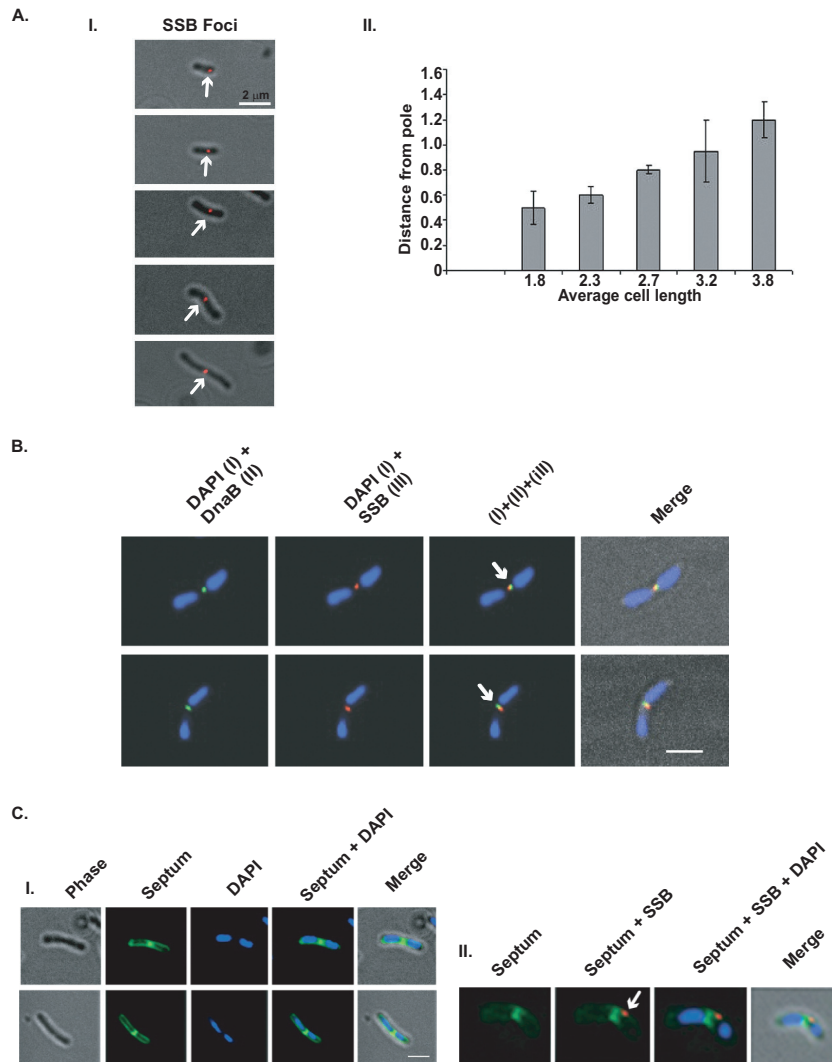 A.
I.
SSB Foci
2 μm
II.
Distance from pole
1.6
1.4
1.2
1.0
0.8
0.6
0.4
0.2
0
1.8 2.3 2.7 3.2 3.8
Average cell length
B.
DAPI (I) +
DnaB (II)
DAPI (I) +
SSB (III)
(I)+(II)+(iII)
Merge
C.
I.
Phase
Septum
DAPI
Septum + DAPI
Merge
II.
Septum
Septum + SSB
Septum + SSB + DAPI
Merge